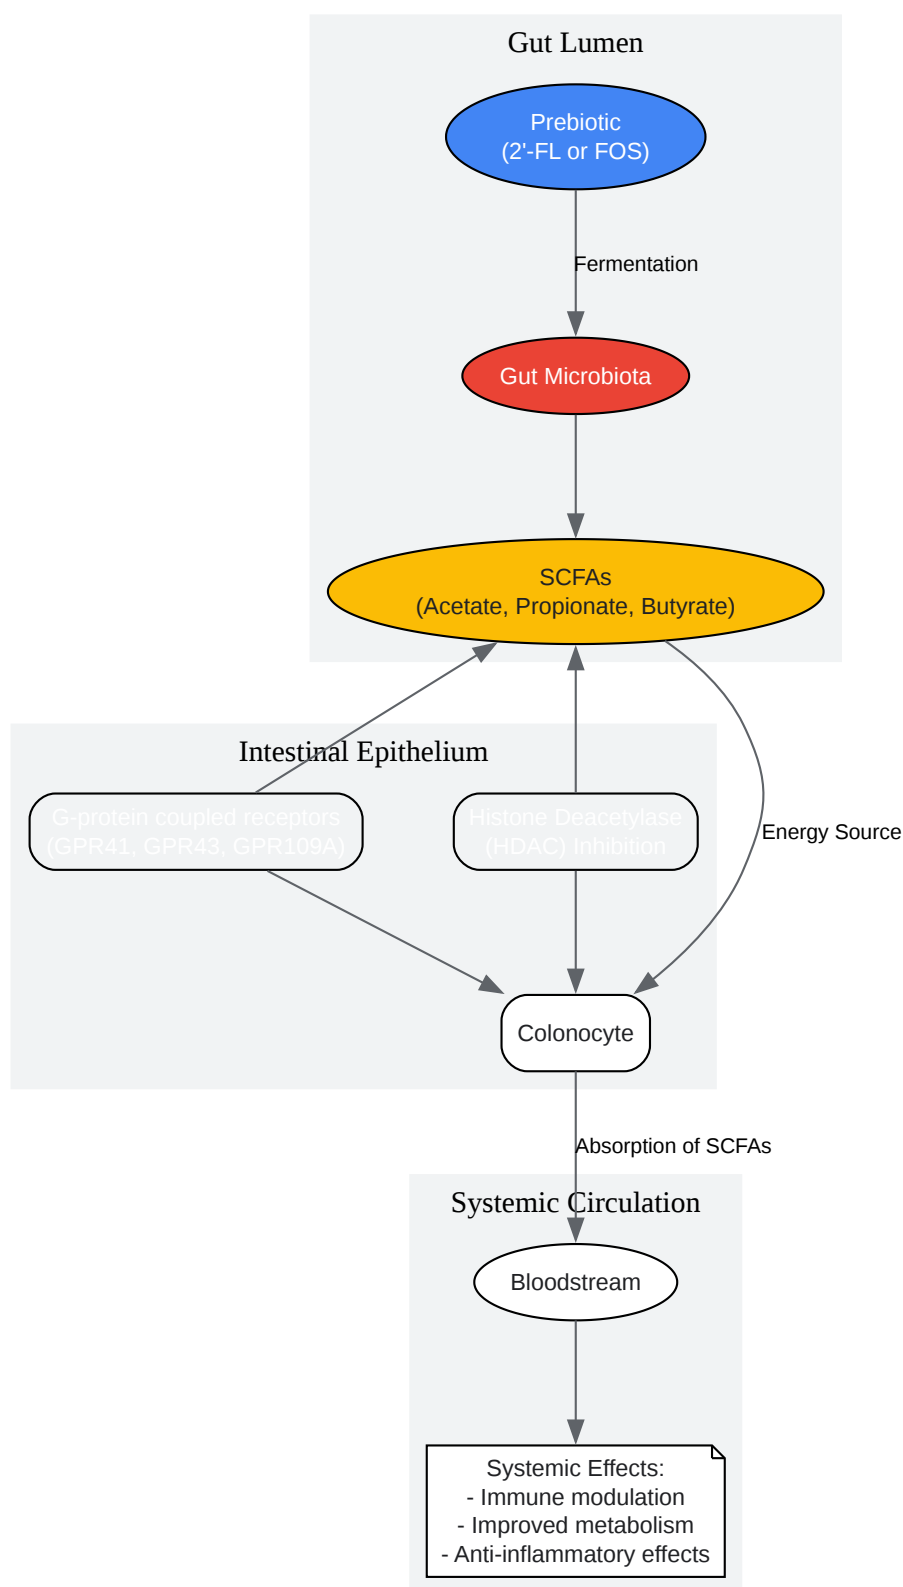 Gut Lumen
Prebiotic
(2'-FL or FOS)
Fermentation
Gut Microbiota
SCFAs
(Acetate, Propionate, Butyrate)
Intestinal Epithelium
G-protein coupled receptors
(GPR41, GPR43, GPR109A)
Histone Deacetylase
(HDAC) Inhibition
Energy Source
Colonocyte
Absorption of SCFAs
Systemic Circulation
Bloodstream
Systemic Effects:
- Immune modulation
- Improved metabolism
- Anti-inflammatory effects